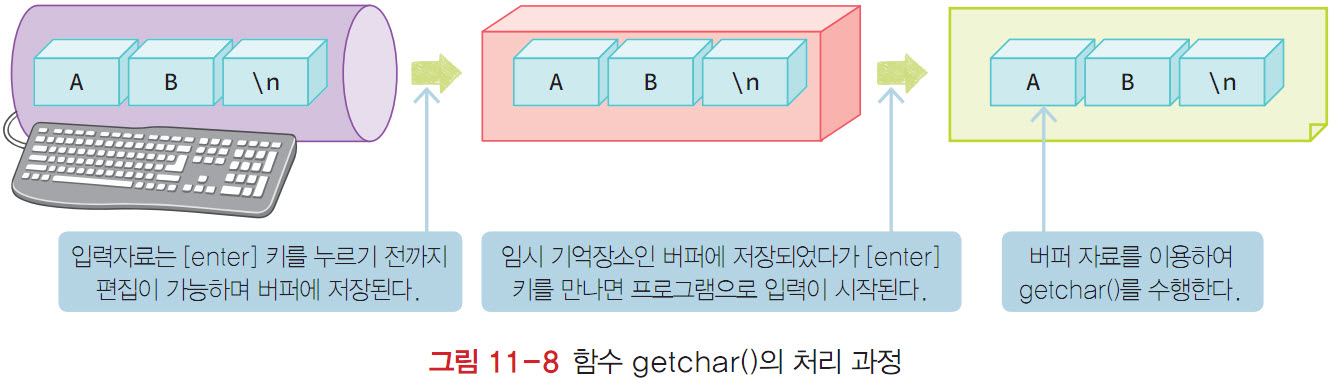 A B \n
A B \n
A B \n
입력자료는 [enter] 키를 누르기 전까지
편집이 가능하며 버퍼에 저장된다.
임시 기억장소인 버퍼에 저장되었다가 [enter]
키를 만나면 프로그램으로 입력이 시작된다.
버퍼 자료를 이용하여
getchar()를 수행한다.
그림 11-8 함수 getchar()의 처리 과정